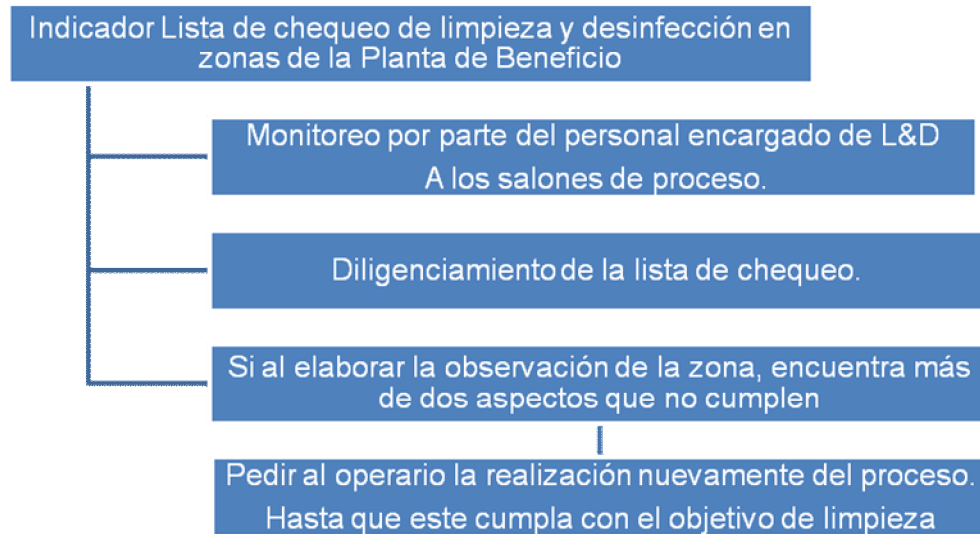 Indicador Lista de chequeo de limpieza y desinfección en
zonas de la Planta de Beneficio
Monitoreo por parte del personal encargado de L&D
A los salones de proceso.
Diligenciamiento de la lista de chequeo.
Si al elaborar la observación de la zona, encuentra más
de dos aspectos que no cumplen
Pedir al operario la realización nuevamente del proceso.
Hasta que este cumpla con el objetivo de limpieza